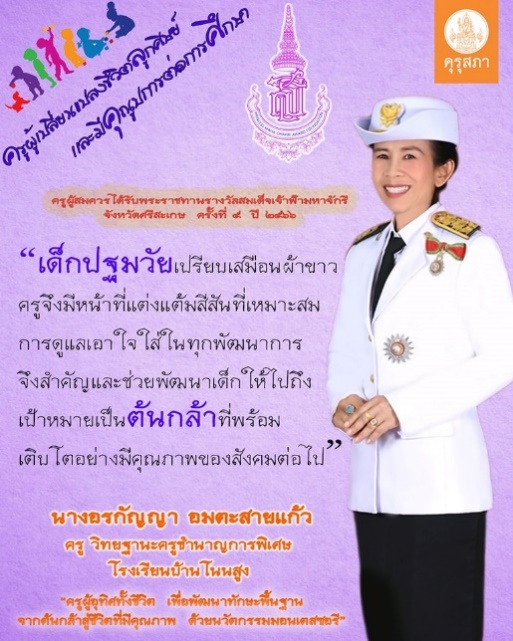 ครูผู้เปลี่ยนแปลงชีวิตลูกศิษย์
และมีคุณูปการต่อการศึกษา
คุรุสภา
ครูผู้สมควรได้รับพระราชทานรางวัลสมเด็จเจ้าฟ้ามหาจักรี
จังหวัดศรีสะเกษ ครั้งที่ ๕ ปี ๒๕๖๖
“เด็กปฐมวัยเปรียบเสมือนผ้าขาว
ครูจึงมีหน้าที่แต่งแต้มสีสันที่เหมาะสม
การดูแลเอาใจใส่ในทุกพัฒนาการ
จึงสำคัญและช่วยพัฒนาเด็กให้ไปถึง
เป้าหมายเป็นต้นกล้าที่พร้อม
เติบโตอย่างมีคุณภาพของสังคมต่อไป”
นางอรกัญญา อมตะสายแก้ว
ครู วิทยฐานะครูชำนาญการพิเศษ
โรงเรียนบ้านโนนสูง
"ครูผู้อุทิศทั้งชีวิต เพื่อพัฒนาทักษะพื้นฐาน
จากต้นกล้าสู่ชีวิตที่มีคุณภาพ ด้วยนวัตกรรมมอนเตสซอรี"